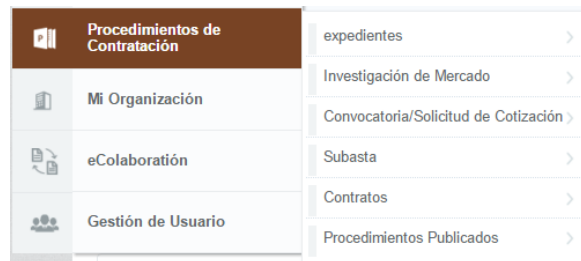 Procedimientos de
Contratación
Mi Organización
eColaboratión
Gestión de Usuario
expedientes
Investigación de Mercado
Convocatoria/Solicitud de Cotización
Subasta
Contratos
Procedimientos Publicados